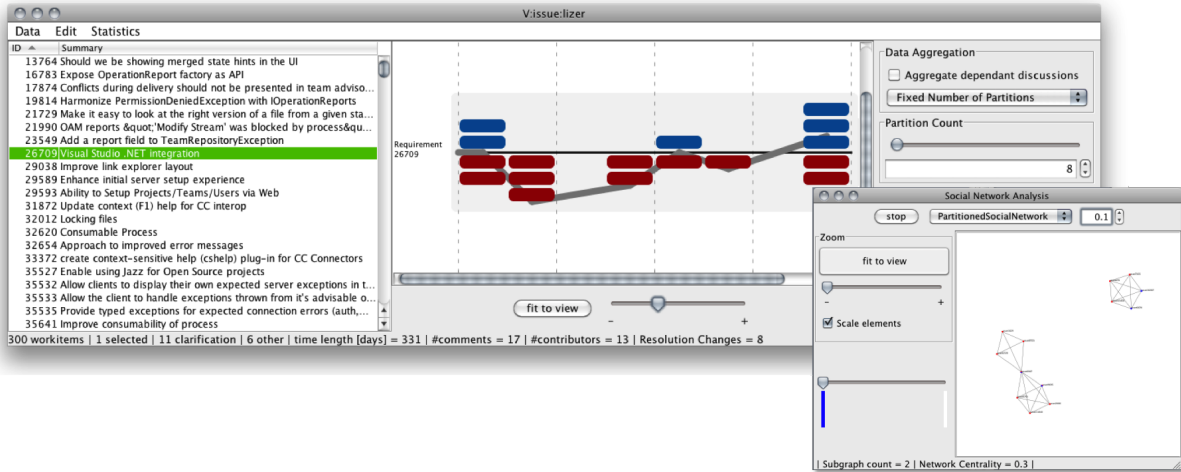 V:issue:lizer
Data Edit Statistics
ID Summary
13764 Should we be showing merged state hints in the UI
16783 Expose OperationReport factory as API
17874 Conflicts during delivery should not be presented in team adviso...
19814 Harmonize PermissionDeniedException with IOperationReports
21729 Make it easy to look at the right version of a file from a given sta...
21990 OAM reports &quot;'Modify Stream' was blocked by process&qu...
23549 Add a report field to TeamRepositoryException
26709 Visual Studio .NET integration
29038 Improve link explorer layout
29589 Enhance initial server setup experience
29593 Ability to Setup Projects/Teams/Users via Web
31872 Update context (F1) help for CC interop
32012 Locking files
32620 Consumable Process
32654 Approach to improved error messages
33372 create context-sensitive help (cshelp) plug-in for CC Connectors
35527 Enable using Jazz for Open Source projects
35532 Allow clients to display their own expected server exceptions in t...
35533 Allow the client to handle exceptions thrown from it's advisable o...
35535 Provide typed exceptions for expected connection errors (auth,...
35641 Improve consumability of process
Requirement
26709
fit to view
- +
Data Aggregation
Aggregate dependant discussions
Fixed Number of Partitions
Partition Count
8
300 workitems | 1 selected | 11 clarification | 6 other | time length [days] = 331 | #comments = 17 | #contributors = 13 | Resolution Changes = 8
Social Network Analysis
stop PartitionedSocialNetwork 0.1
Zoom
fit to view
- +
Scale elements
| Subgraph count = 2 | Network Centrality = 0.3 |